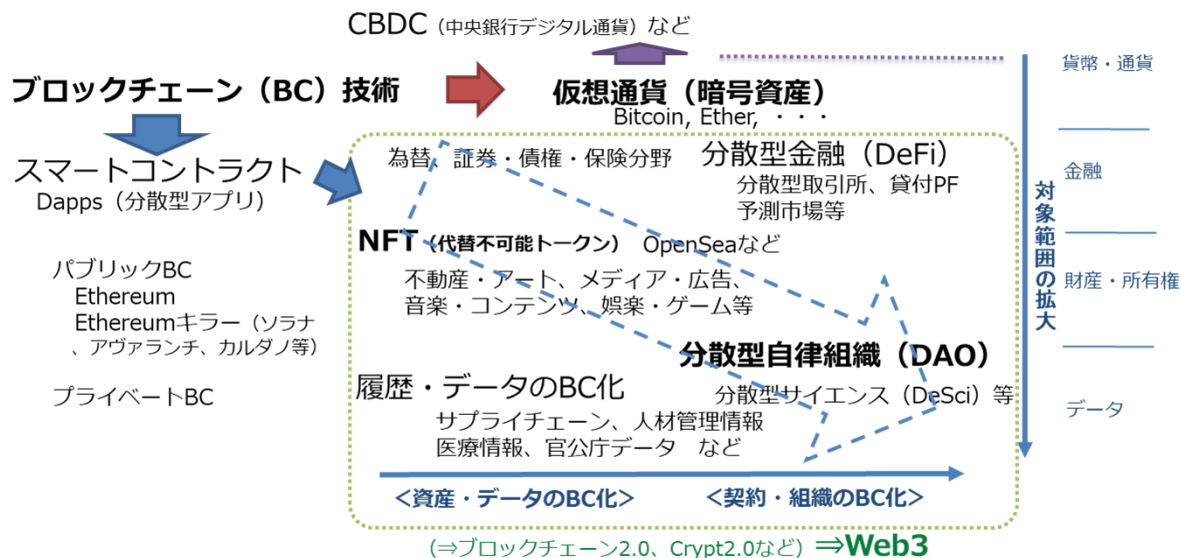 CBDC（中央銀行デジタル通貨）など
ブロックチェーン（BC）技術
仮想通貨（暗号資産）
Bitcoin, Ether, ・・・
貨幣・通貨
スマートコントラクト
Dapps（分散型アプリ）
為替、証券・債権・保険分野
分散型金融（DeFi）
分散型取引所、貸付PF
予測市場等
金融
対象範囲の拡大
NFT（代替不可能トークン） OpenSeaなど
不動産・アート、メディア・広告、
音楽・コンテンツ、娯楽・ゲーム等
財産・所有権
パブリックBC
Ethereum
Ethereumキラー（ソラナ
、アヴァランチ、カルダノ等）
プライベートBC
分散型自律組織（DAO）
分散型サイエンス（DeSci）等
履歴・データのBC化
サプライチェーン、人材管理情報
医療情報、官公庁データ など
データ
＜資産・データのBC化＞
＜契約・組織のBC化＞
（⇒ブロックチェーン2.0、Crypt2.0など）⇒Web3